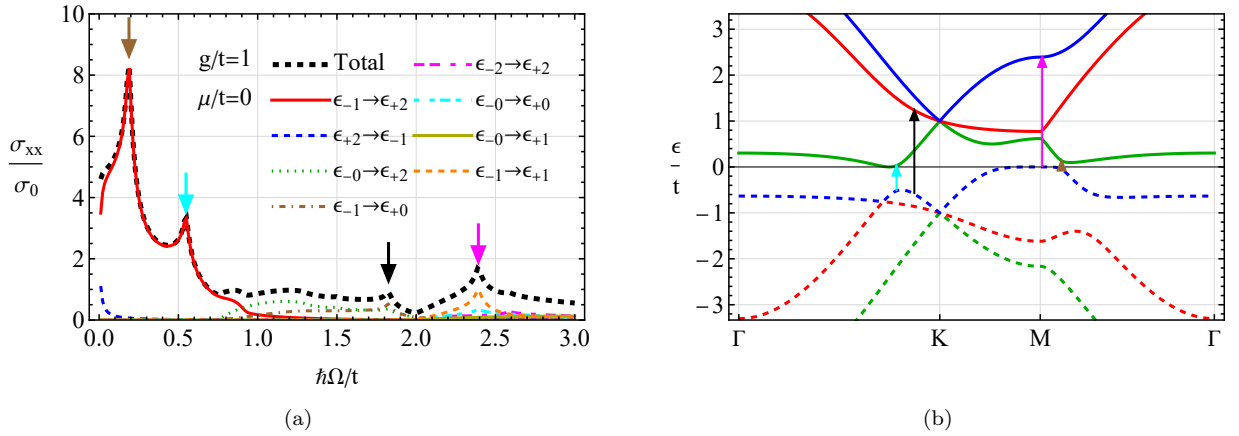 10
8
6
4
2
0
σxx
σ0
g/t=1
μ/t=0
Total
ϵ-1→ϵ+2
ϵ+2→ϵ-1
ϵ-0→ϵ+2
ϵ-1→ϵ+0
ϵ-2→ϵ+2
ϵ-0→ϵ+0
ϵ-0→ϵ+1
ϵ-1→ϵ+1
0.0 0.5 1.0 1.5 2.0 2.5 3.0
ħΩ/t
(a)
3
2
1
0
-1
-2
-3
ϵ
t
Γ K M Γ
(b)